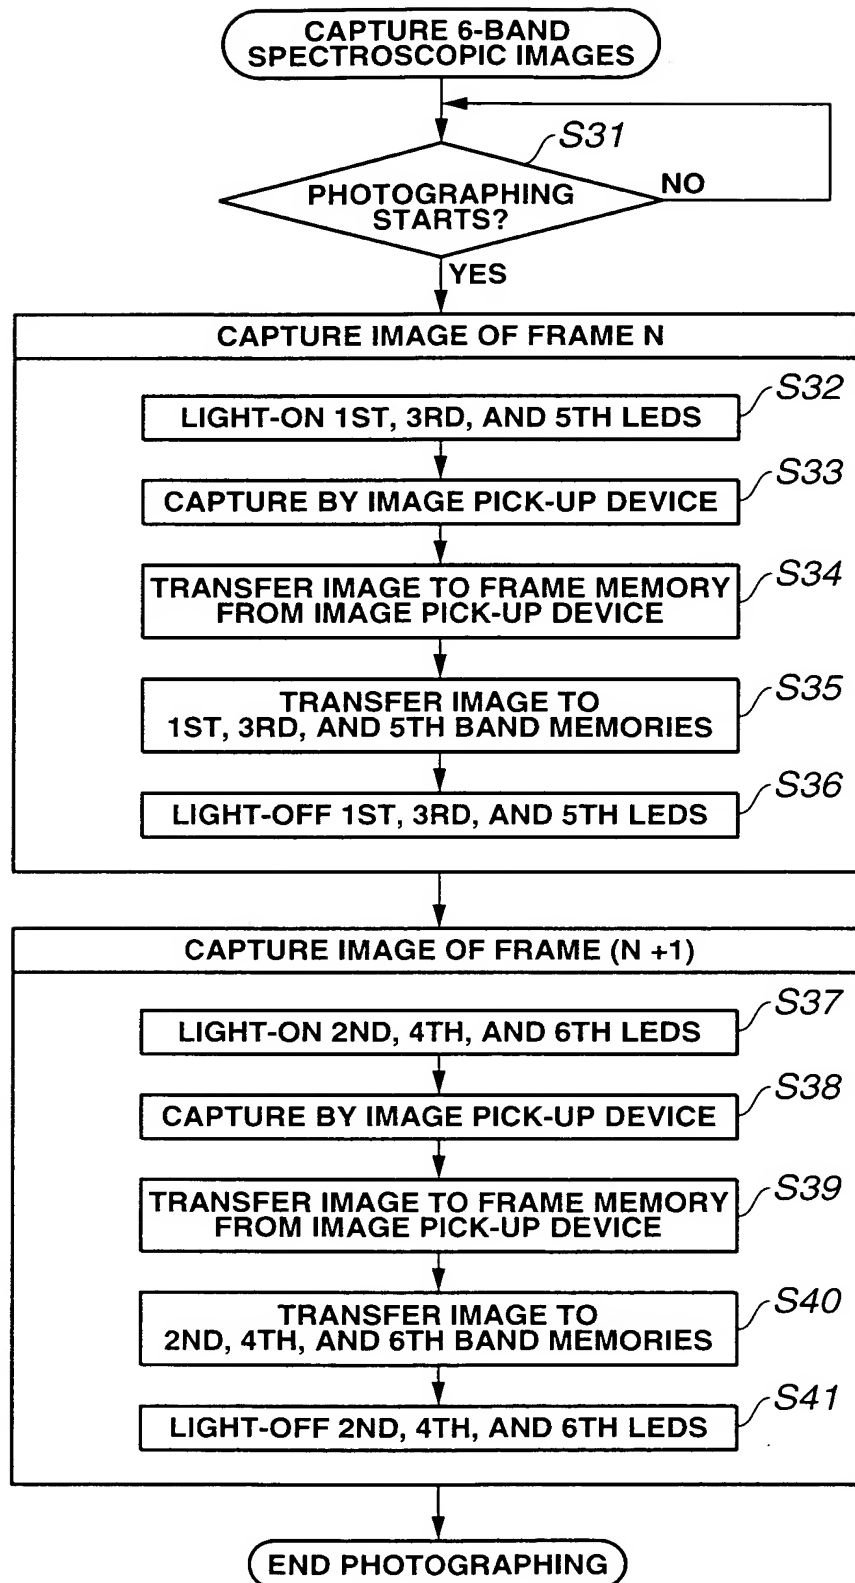 CAPTURE 6-BAND
SPECTROSCOPIC IMAGES
S31
PHOTOGRAPHING
STARTS?
NO
YES
CAPTURE IMAGE OF FRAME N
S32
LIGHT-ON 1ST, 3RD, AND 5TH LEDS
S33
CAPTURE BY IMAGE PICK-UP DEVICE
S34
TRANSFER IMAGE TO FRAME MEMORY
FROM IMAGE PICK-UP DEVICE
S35
TRANSFER IMAGE TO
1ST, 3RD, AND 5TH BAND MEMORIES
S36
LIGHT-OFF 1ST, 3RD, AND 5TH LEDS
CAPTURE IMAGE OF FRAME (N +1)
S37
LIGHT-ON 2ND, 4TH, AND 6TH LEDS
S38
CAPTURE BY IMAGE PICK-UP DEVICE
S39
TRANSFER IMAGE TO FRAME MEMORY
FROM IMAGE PICK-UP DEVICE
S40
TRANSFER IMAGE TO
2ND, 4TH, AND 6TH BAND MEMORIES
S41
LIGHT-OFF 2ND, 4TH, AND 6TH LEDS
END PHOTOGRAPHING